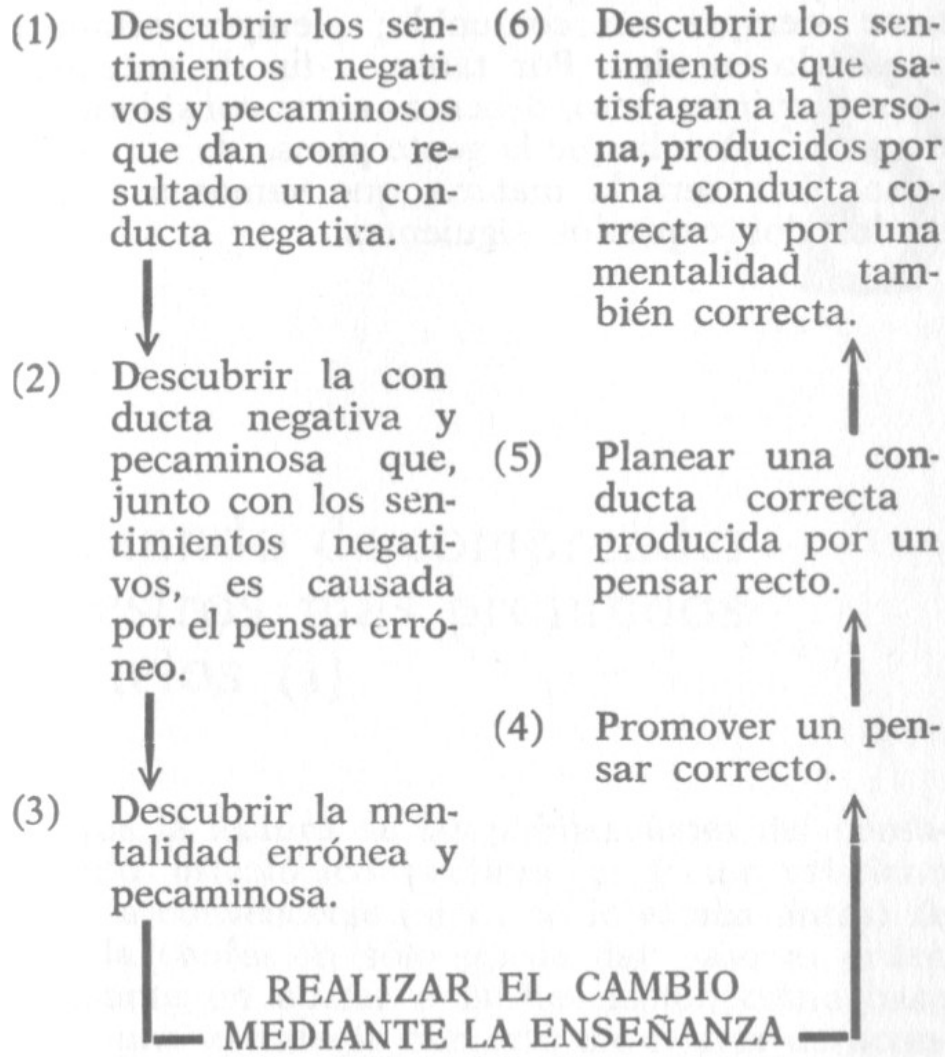 (1) Descubrir los sen-
timientos negati-
vos y pecaminosos
que dan como re-
sultado una con-
ducta negativa.
(2) Descubrir la con
ducta negativa y
pecaminosa que,
junto con los sen-
timientos negati-
vos, es causada
por el pensar erró-
neo.
(3) Descubrir la men-
talidad errónea y
pecaminosa.
REALIZAR EL CAMBIO
MEDIANTE LA ENSEÑANZA
(4) Promover un pen-
sar correcto.
(5) Planear una con-
ducta correcta
producida por un
pensar recto.
(6) Descubrir los sen-
timientos que sa-
tisfagan a la perso-
na, producidos por
una conducta co-
rrecta y por una
mentalidad tam-
bién correcta.